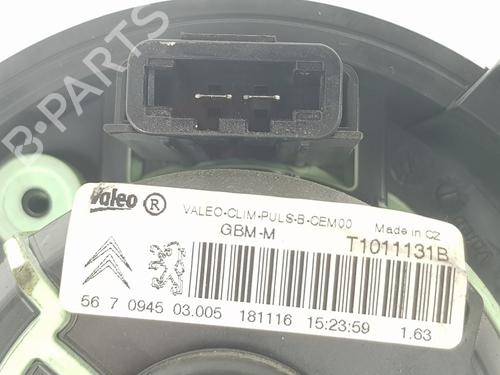 B-PARTS
Valeo ® VALEO-CLIM-PULS-B-CEM00 Made in CZ
GBM-M T1011131B
56 7 0945 03.005 181116 15:23:59 1.63